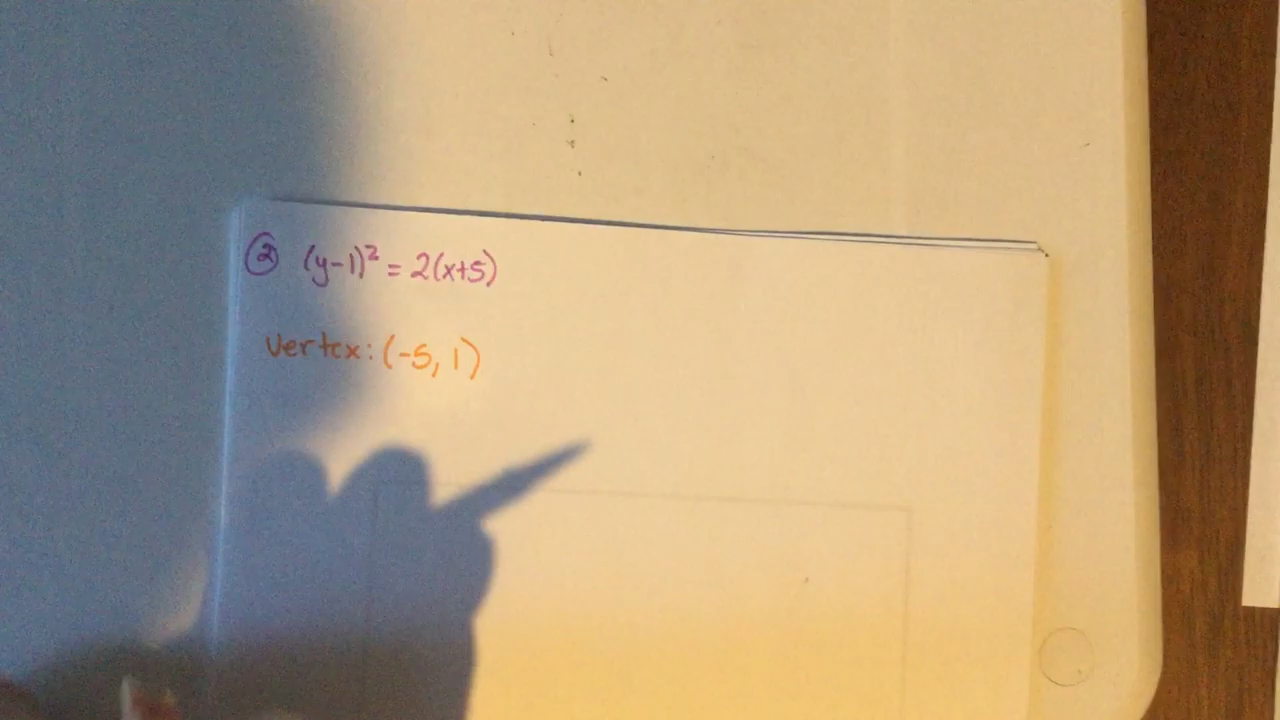 ② (y-1)² = 2(x+5)
Vertex: (-5, 1)